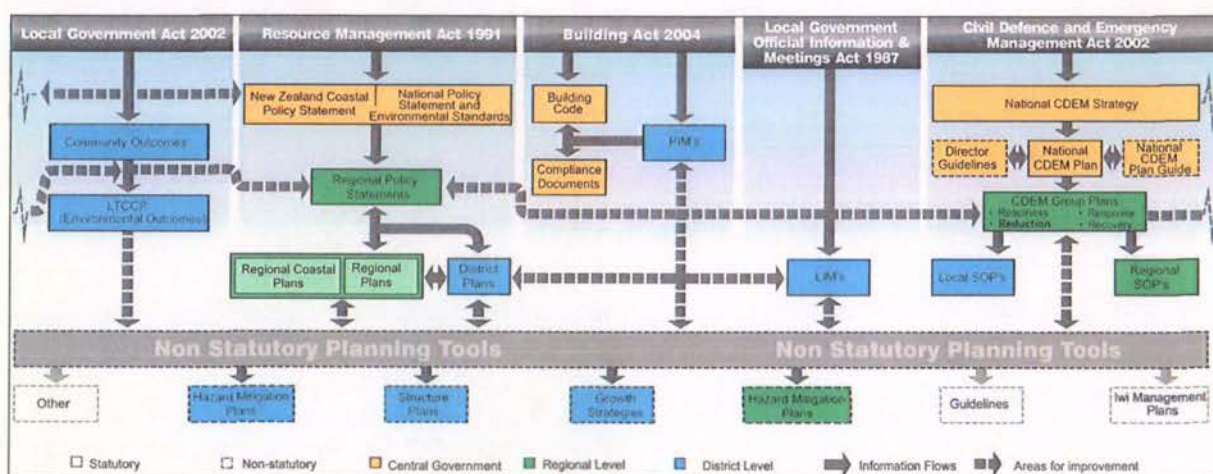 Local Government Act 2002
Resource Management Act 1991
Building Act 2004
Local Government
Official Information &
Meetings Act 1987
Civil Defence and Emergency
Management Act 2002
New Zealand Coastal
Policy Statement
National Policy
Statement and
Environmental Standards
Building
Code
National CDEM Strategy
Community Outcomes
PIM's
Compliance
Documents
Director
Guidelines
National
CDEM Plan
National
CDEM
Plan Guide
Regional Policy
Statements
LTCCP
(Environmental Outcomes)
CDEM Group Plans
• Readiness
• Response
• Reduction
• Recovery
Regional Coastal
Plans
Regional
Plans
District
Plans
LIM's
Local SOP's
Regional
SOP's
Non Statutory Planning Tools
Non Statutory Planning Tools
Other
Hazard Mitigation
Plans
Structure
Plans
Growth
Strategies
Hazard Mitigation
Plans
Guidelines
Iwi Management
Plans
Statutory
Non-statutory
Central Government
Regional Level
District Level
Information Flows
Areas for improvement